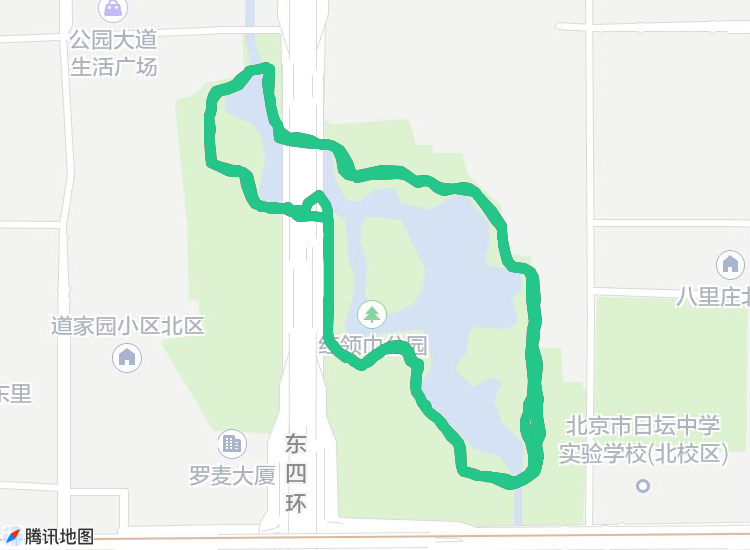 公园大道
生活广场
八里庄北
道家园小区北区
红领巾公园
东里
北京市日坛中学
实验学校(北校区)
东四环
罗麦大厦
腾讯地图